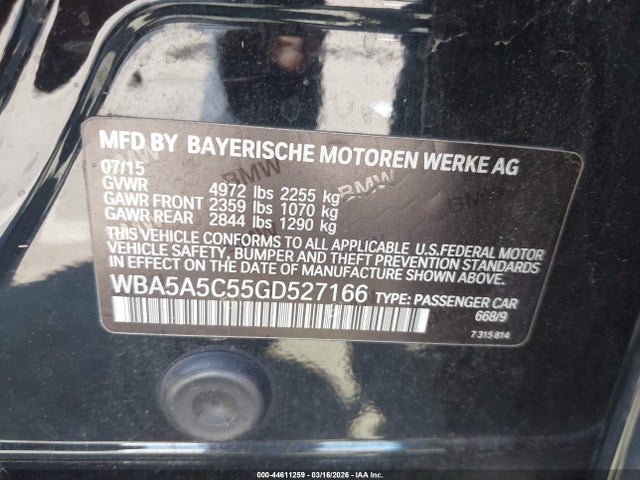 MFD BY BAYERISCHE MOTOREN WERKE AG
07/15
GVWR 4972 lbs 2255 kg
GAWR FRONT 2359 lbs 1070 kg
GAWR REAR 2844 lbs 1290 kg
THIS VEHICLE CONFORMS TO ALL APPLICABLE U.S.FEDERAL MOTOR
VEHICLE SAFETY, BUMPER AND THEFT PREVENTION STANDARDS
IN EFFECT ON THE DATE OF MANUFACTURE SHOWN ABOVE.
WBA5A5C55GD527166 TYPE: PASSENGER CAR
668/9
7 315 814
000-44611259 - 03/16/2026 - IAA Inc.